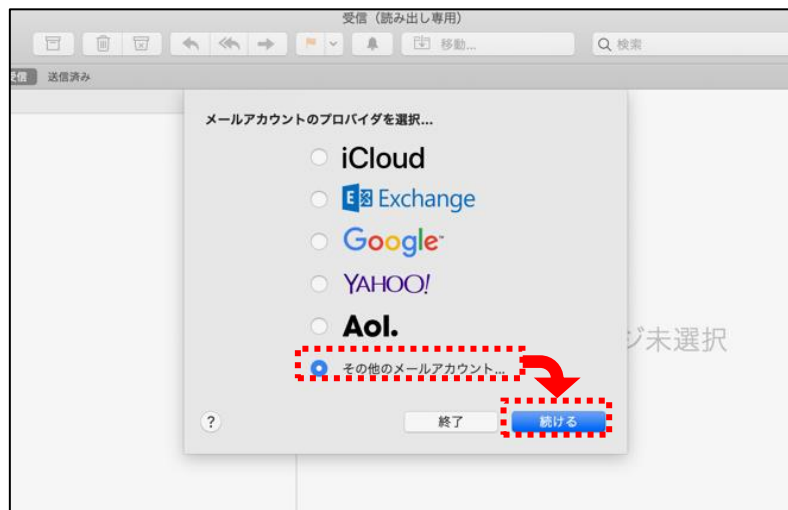 受信（読み出し専用）
移動...
検索
受信 送信済み
メールアカウントのプロバイダを選択...
iCloud
E Exchange
Google™
YAHOO!
Aol.
ジ未選択
その他のメールアカウント...
? 終了 続ける